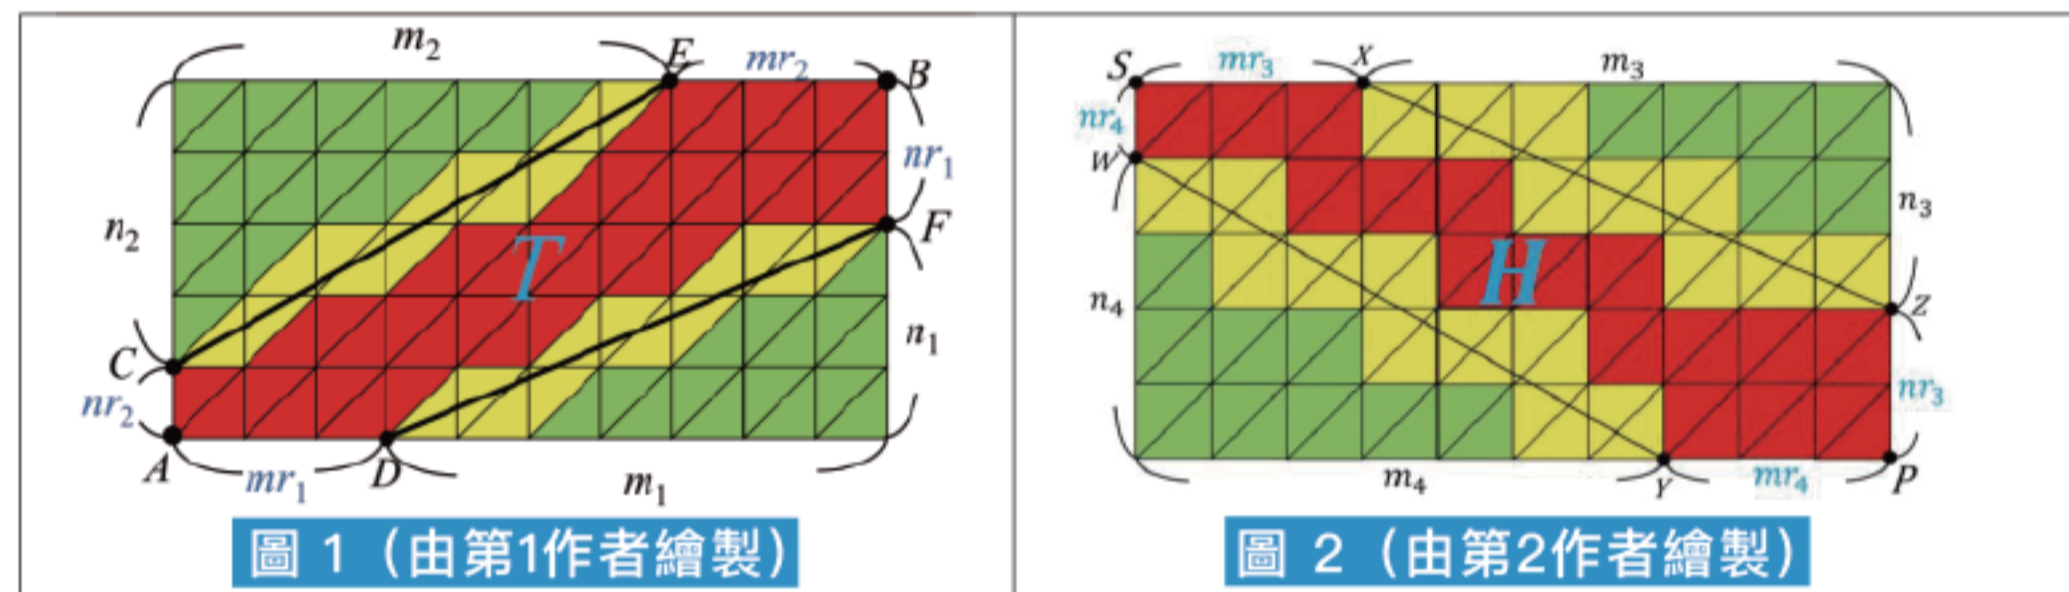 m₂
E
mr₂
B
nr₁
F
n₂
T
n₁
C
nr₂
A
mr₁
D
m₁
圖 1（由第1作者繪製）
S
mr₃
X
m₃
nr₄
W
n₃
H
n₄
Z
nr₃
m₄
Y
mr₄
P
圖 2（由第2作者繪製）